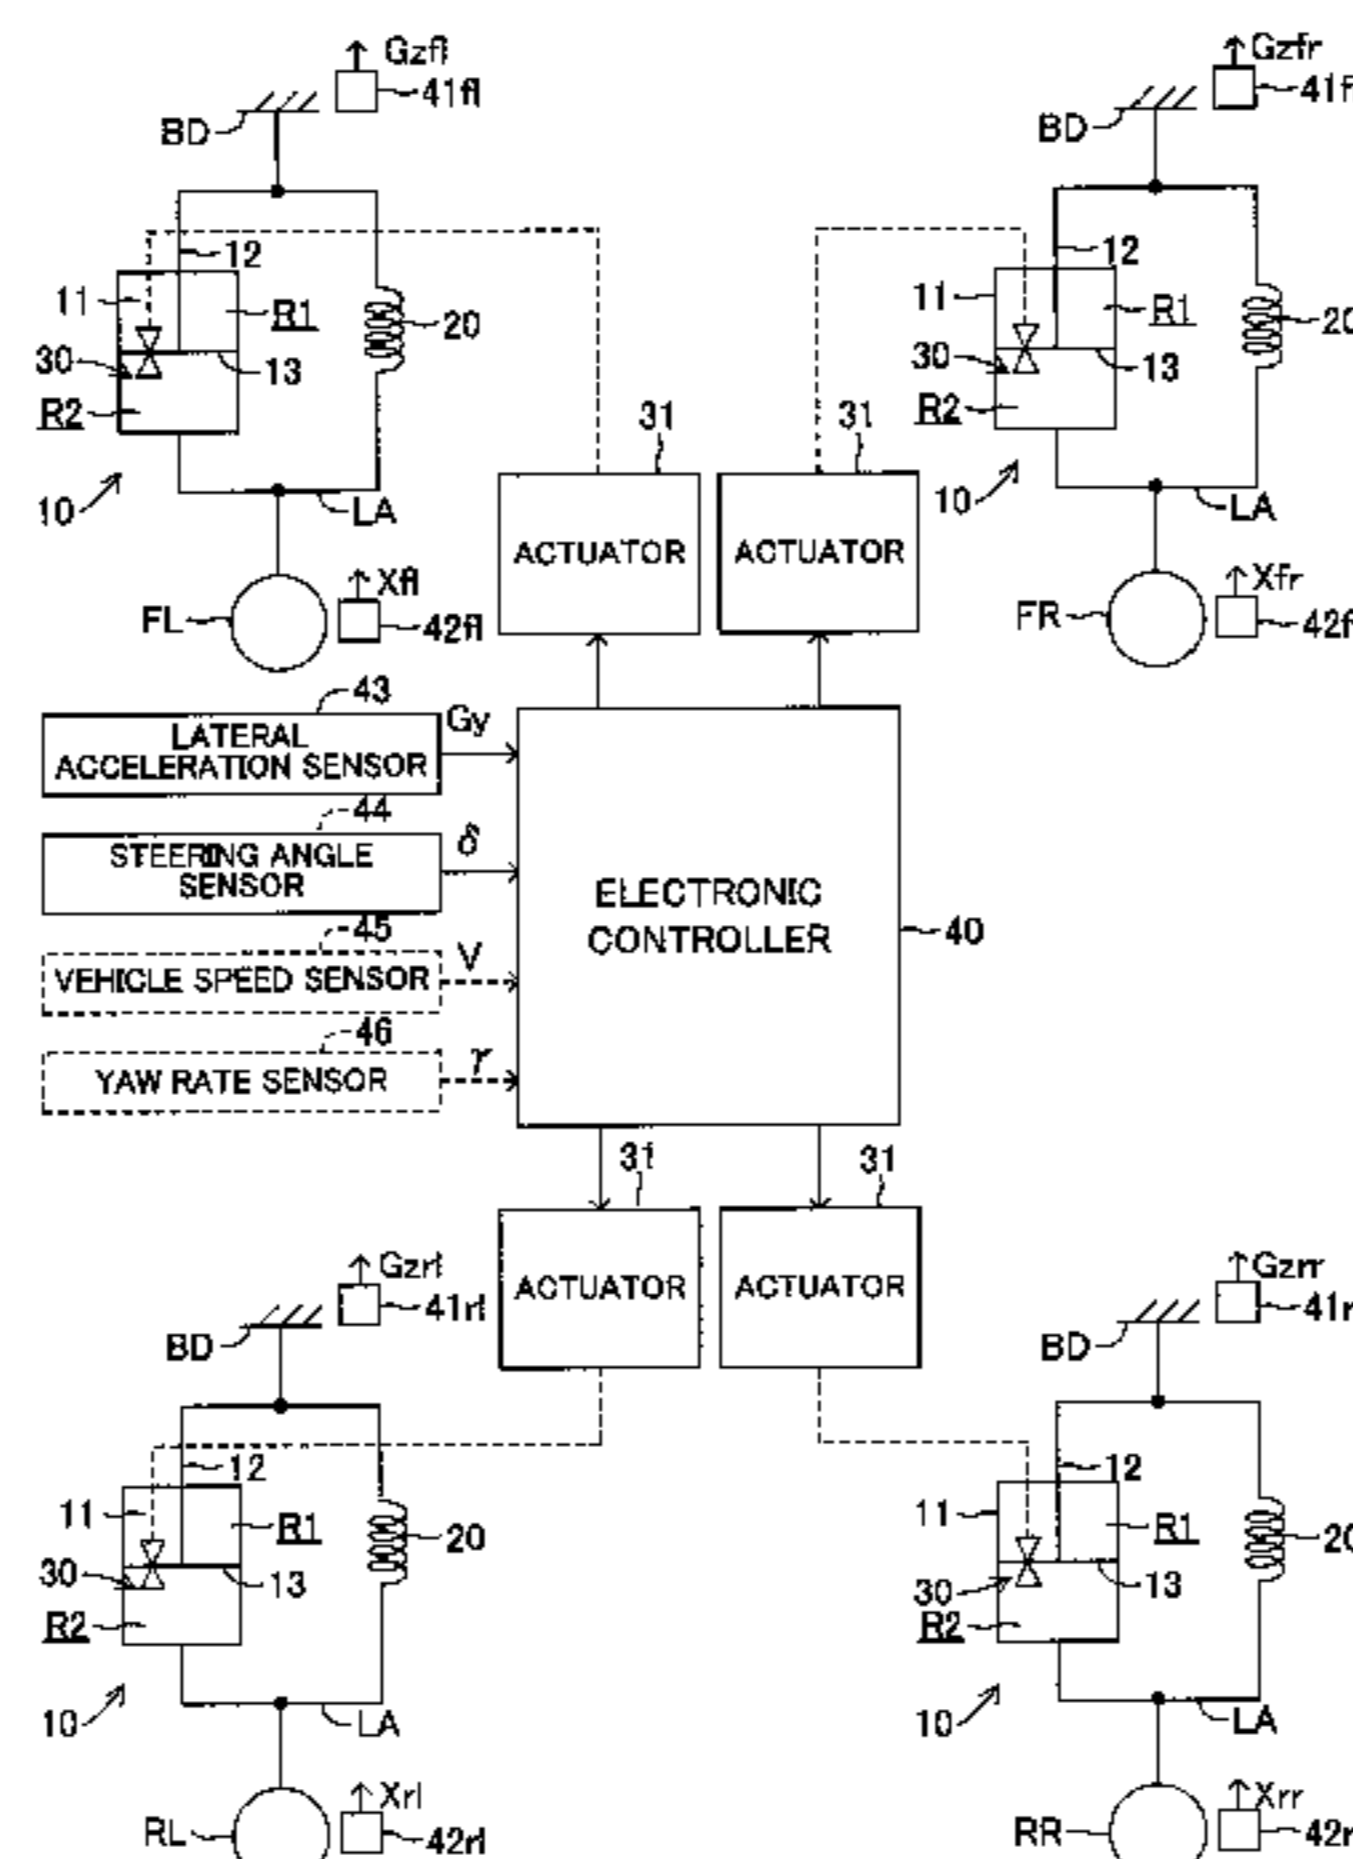 Gzfl
41fl
BD
12
11
R1
20
30
13
R2
10
LA
Xfl
FL
42fl
Gzfr
41f
BD
12
11
R1
20
30
13
R2
10
LA
Xfr
FR
42f
31
ACTUATOR
31
ACTUATOR
43
LATERAL
ACCELERATION SENSOR
Gy
44
STEERING ANGLE
SENSOR
δ
45
VEHICLE SPEED SENSOR
V
46
YAW RATE SENSOR
γ
ELECTRONIC
CONTROLLER
40
31
ACTUATOR
31
ACTUATOR
Gzrl
41rl
BD
12
11
R1
20
30
13
R2
10
LA
Xrl
RL
42rl
Gzrr
41r
BD
12
11
R1
20
30
13
R2
10
LA
Xrr
RR
42r